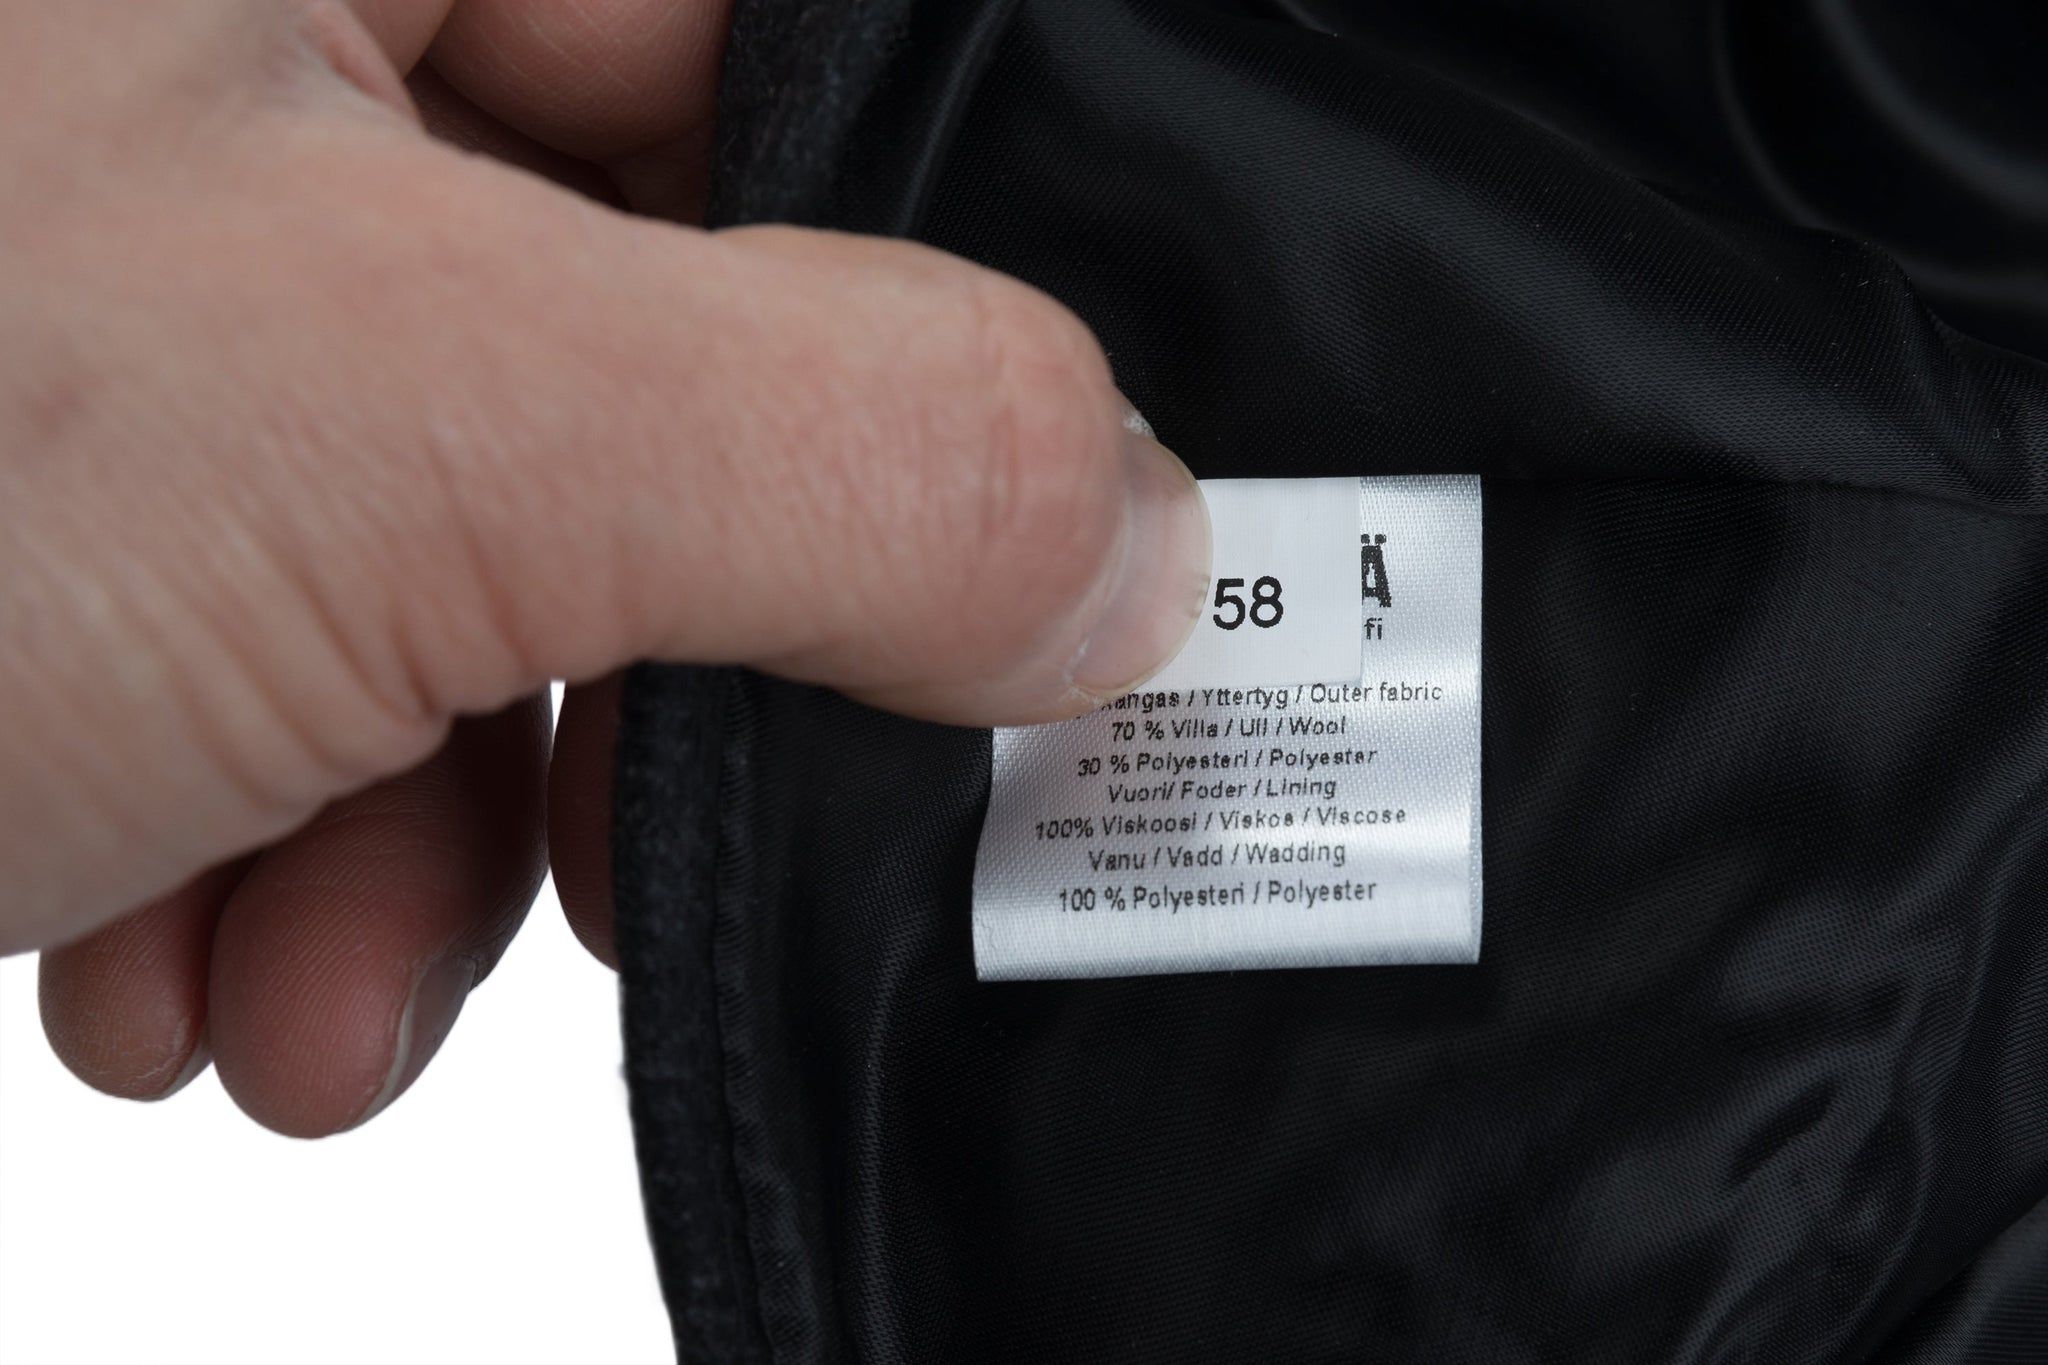 58
Ä
fi
/ Yttertyg / Outer fabric
70 % Villa / Ull / Wool
30 % Polyesteri / Polyester
Vuori/ Foder / Lining
100% Viskoosi / Viskos / Viscose
Vanu / Vadd / Wadding
100 % Polyesteri / Polyester